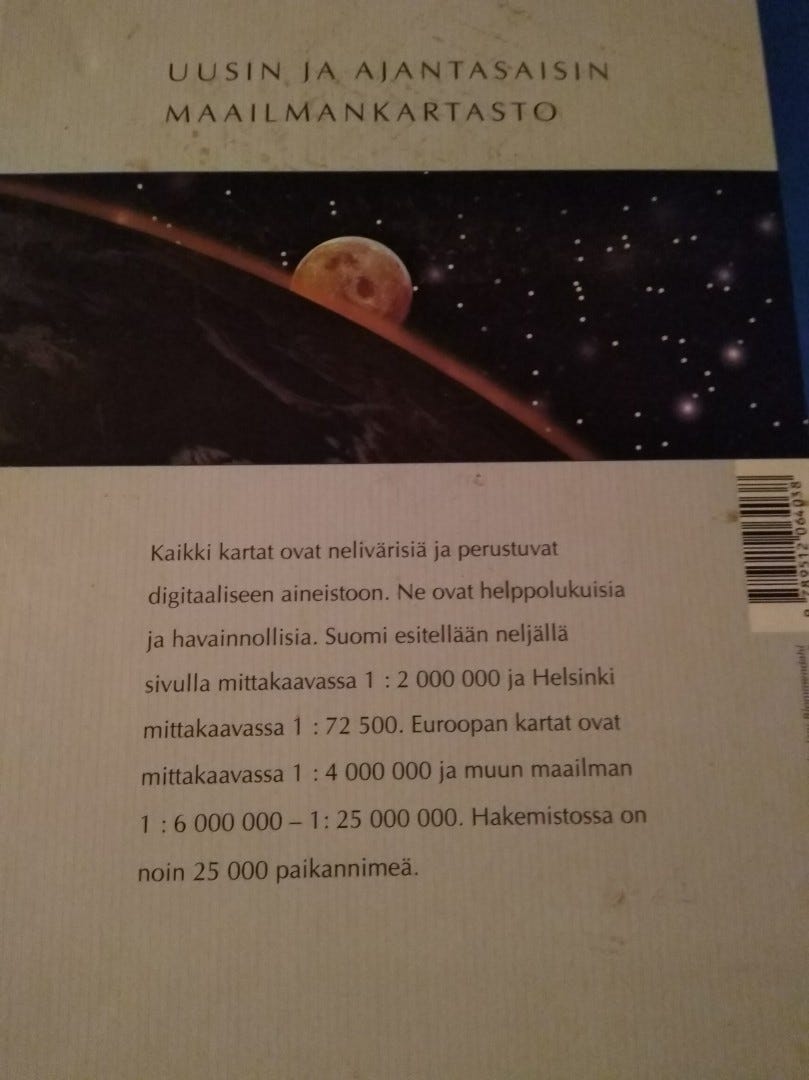 UUSIN JA AJANTASAISIN
MAAILMANKARTASTO
9 789512 064038
Kaikki kartat ovat nelivärisiä ja perustuvat
digitaaliseen aineistoon. Ne ovat helppolukuisia
ja havainnollisia. Suomi esitellään neljällä
sivulla mittakaavassa 1 : 2 000 000 ja Helsinki
mittakaavassa 1 : 72 500. Euroopan kartat ovat
mittakaavassa 1 : 4 000 000 ja muun maailman
1 : 6 000 000 – 1: 25 000 000. Hakemistossa on
noin 25 000 paikannimeä.